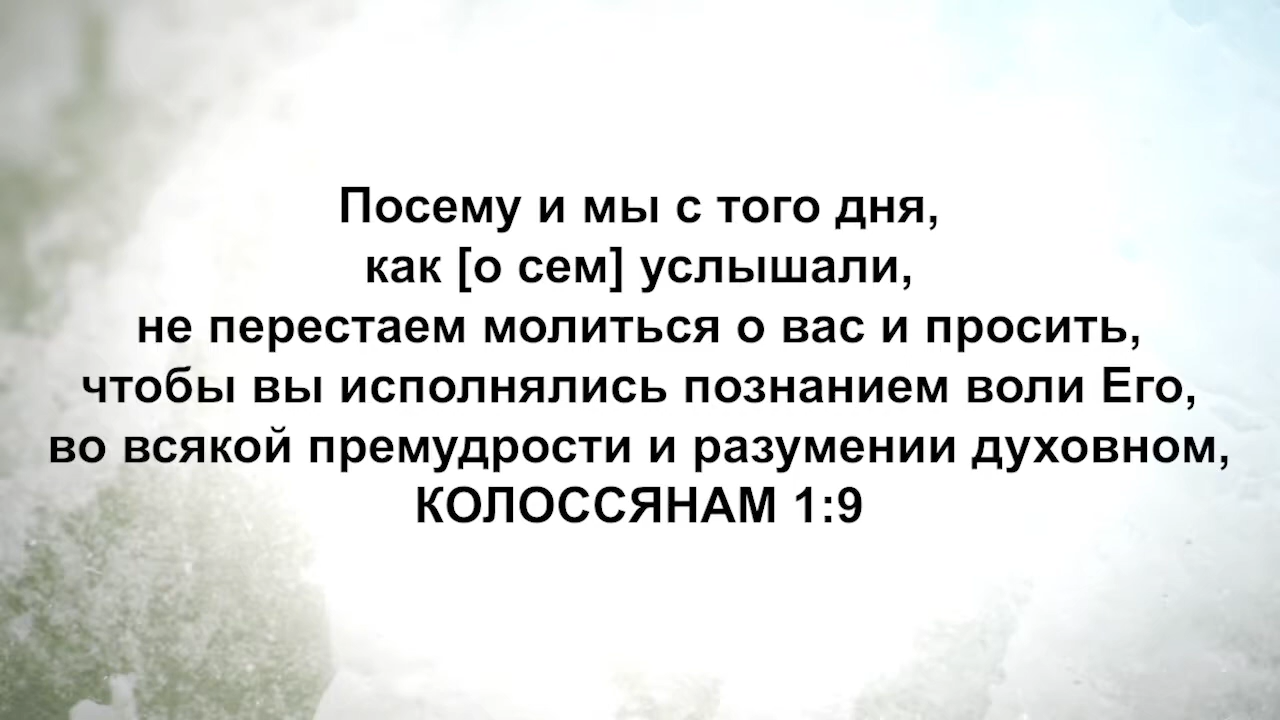 Посему и мы с того дня,
как [о сем] услышали,
не перестаем молиться о вас и просить,
чтобы вы исполнялись познанием воли Его,
во всякой премудрости и разумении духовном,
КОЛОССЯНАМ 1:9